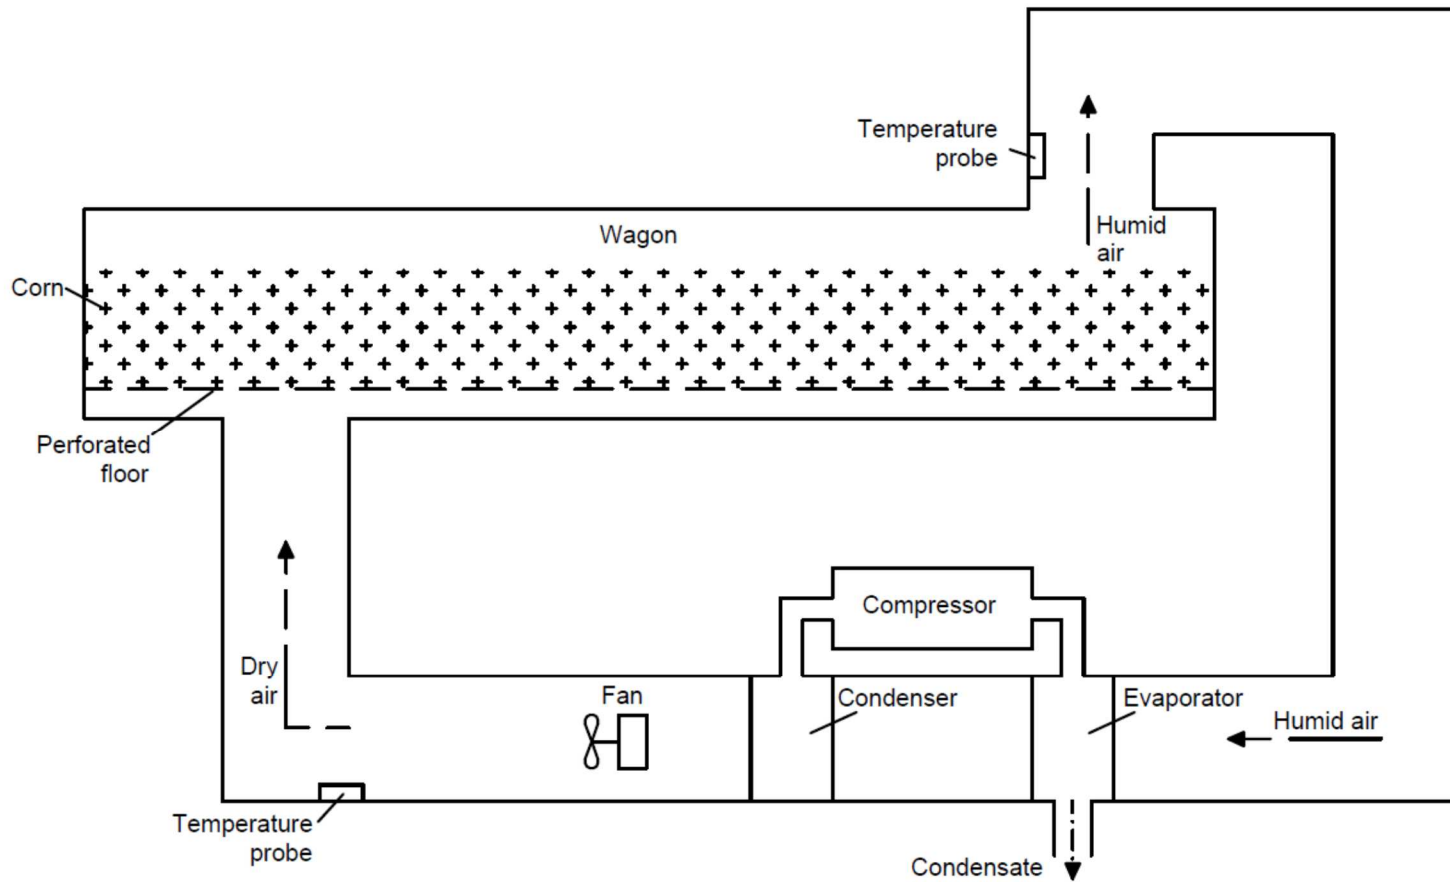 Temperature
probe
Wagon
Humid
air
Corn
Perforated
floor
Compressor
Dry
air
Fan
Condenser
Evaporator
Humid air
Temperature
probe
Condensate